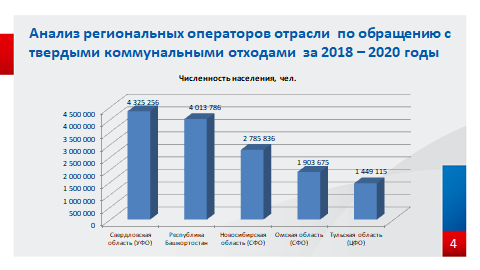 Анализ региональных операторов отрасли по обращению с
твердыми коммунальными отходами за 2018 – 2020 годы
Численность населения, чел.
4 325 256
4 013 786
2 785 836
1 903 675
1 449 115
4 500 000
4 000 000
3 500 000
3 000 000
2 500 000
2 000 000
1 500 000
1 000 000
500 000
0
Свердловская
область (УФО)
Республика
Башкортостан
Новосибирская
область (СФО)
Омская область
(СФО)
Тульская область
(ЦФО)
4